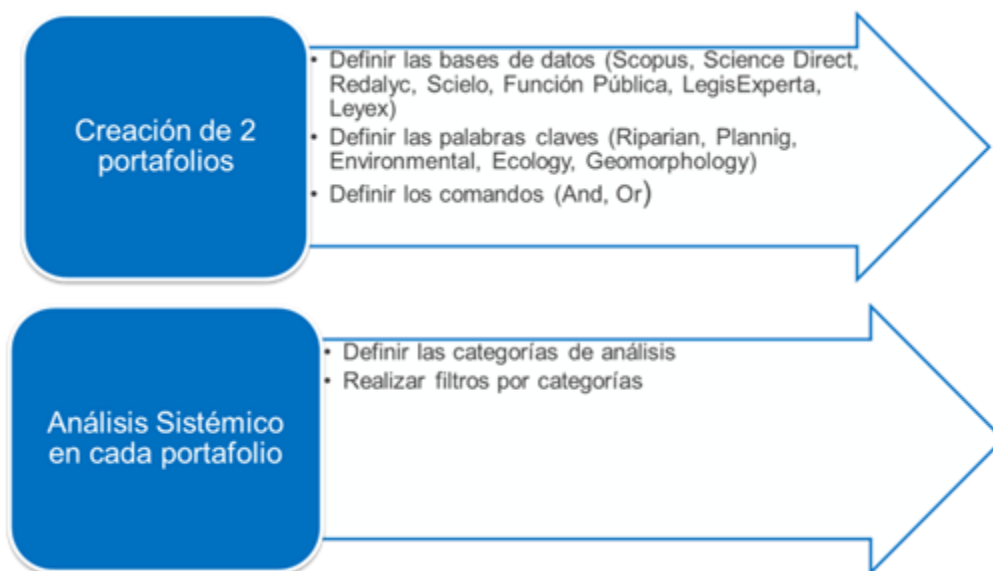 Creación de 2
portafolios
• Definir las bases de datos (Scopus, Science Direct,
Redalyc, Scielo, Función Pública, LegisExperta,
Leyex)
• Definir las palabras claves (Riparian, Plannig,
Environmental, Ecology, Geomorphology)
• Definir los comandos (And, Or)
Análisis Sistémico
en cada portafolio
• Definir las categorías de análisis
• Realizar filtros por categorías